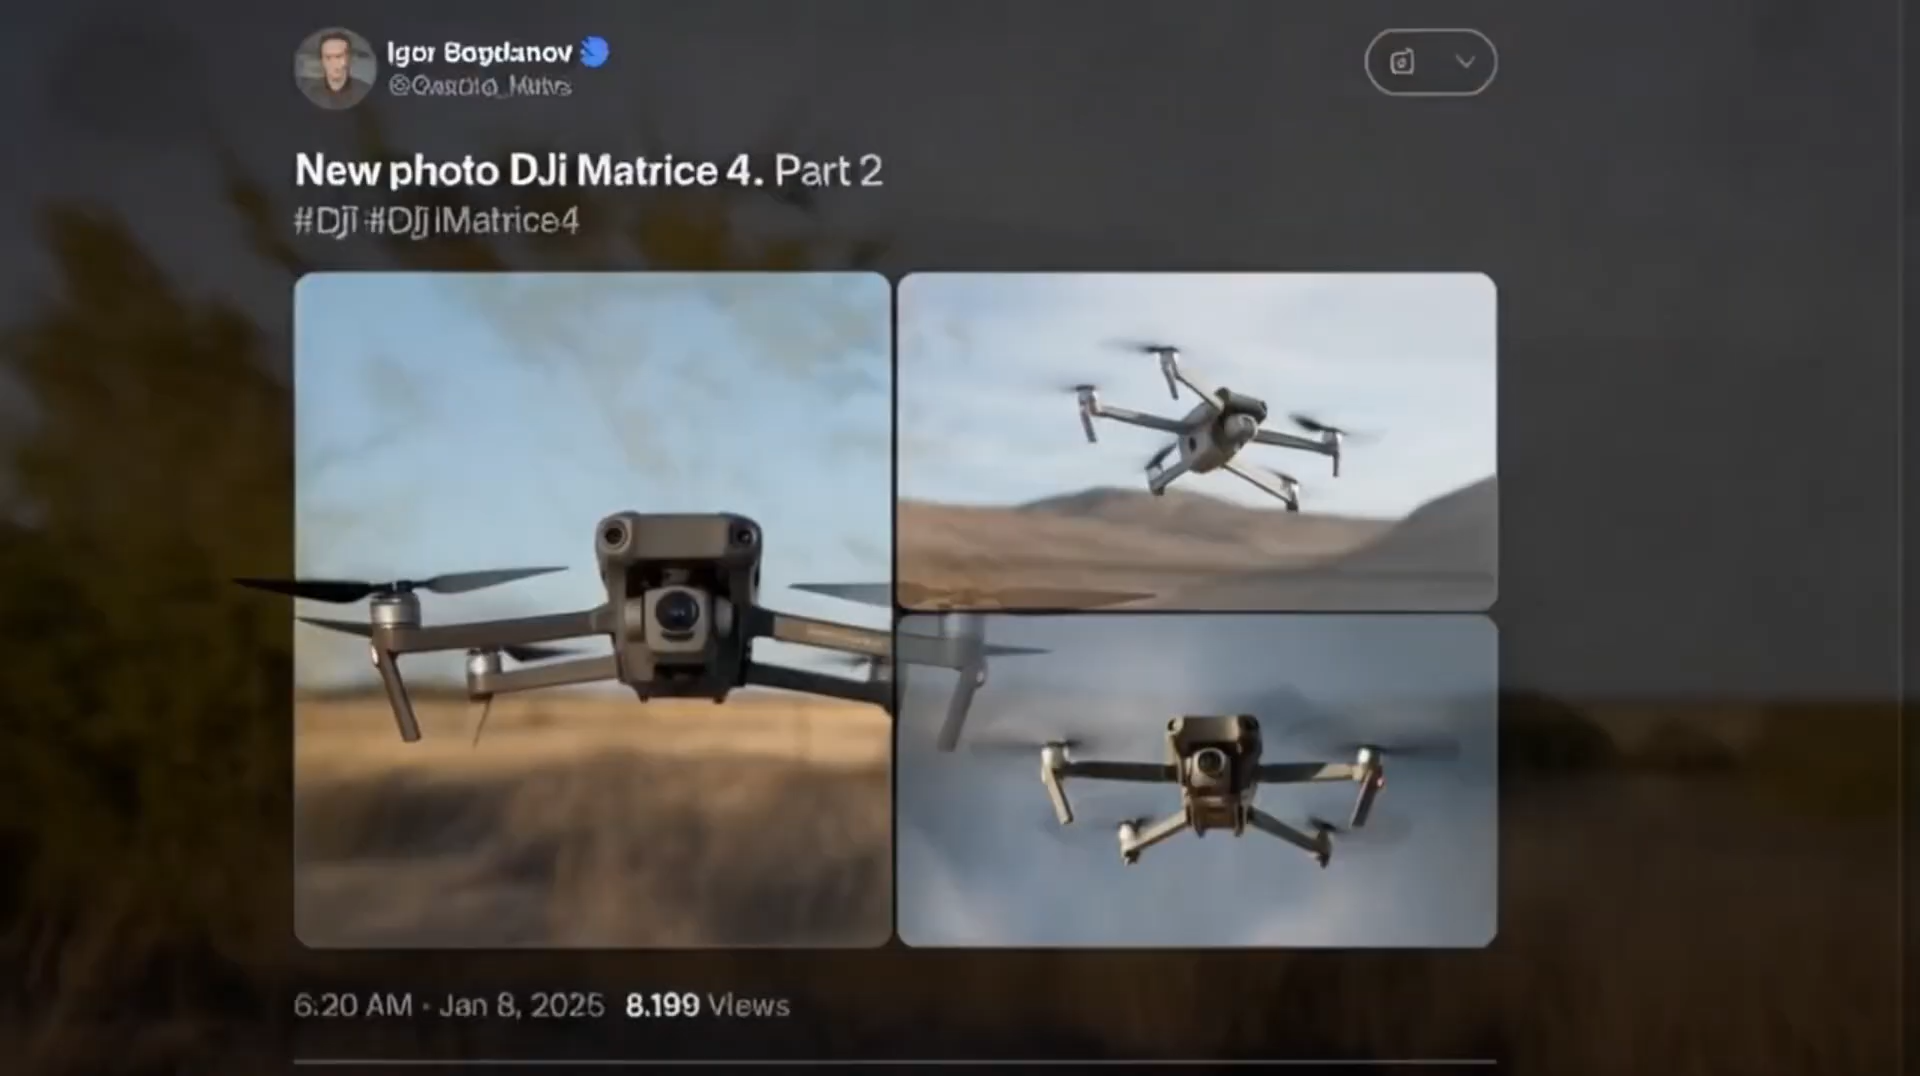 Igor Bogdanov
New photo DJi Matrice 4. Part 2
#Dji #DJjiMatrice4
6:20 AM · Jan 8, 2025 8.199 Views